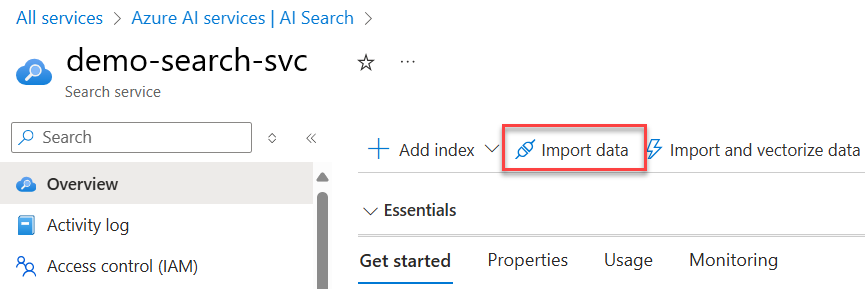 All services > Azure AI services | AI Search >
demo-search-svc
Search service
Search
Add index
Import data
Import and vectorize data
Overview
Activity log
Access control (IAM)
Essentials
Get started
Properties
Usage
Monitoring